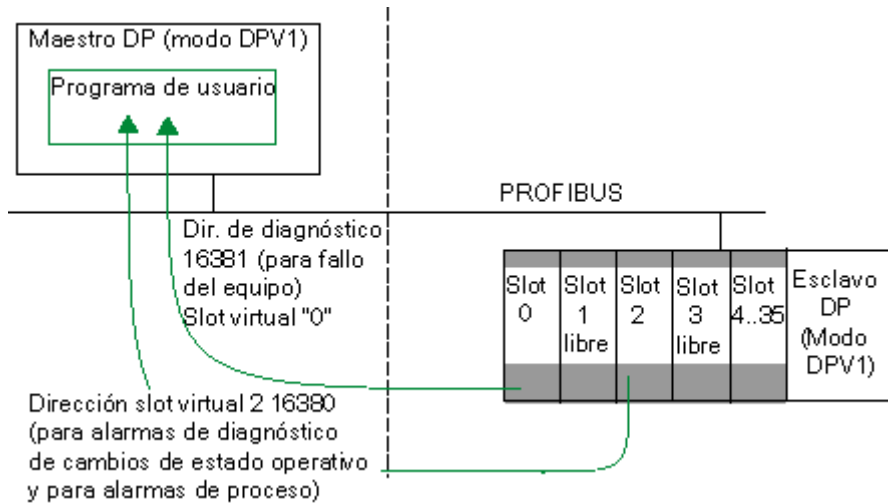 Maestro DP (modo DPV1)
Programa de usuario
PROFIBUS
Dir. de diagnóstico
16381 (para fallo
del equipo)
Slot virtual "0"
Slot
0
Slot
1
libre
Slot
2
Slot
3
libre
Slot
4..35
Esclavo
DP
(Modo
DPV1)
Dirección slot virtual 2 16380
(para alarmas de diagnóstico
de cambios de estado operativo
y para alarmas de proceso)